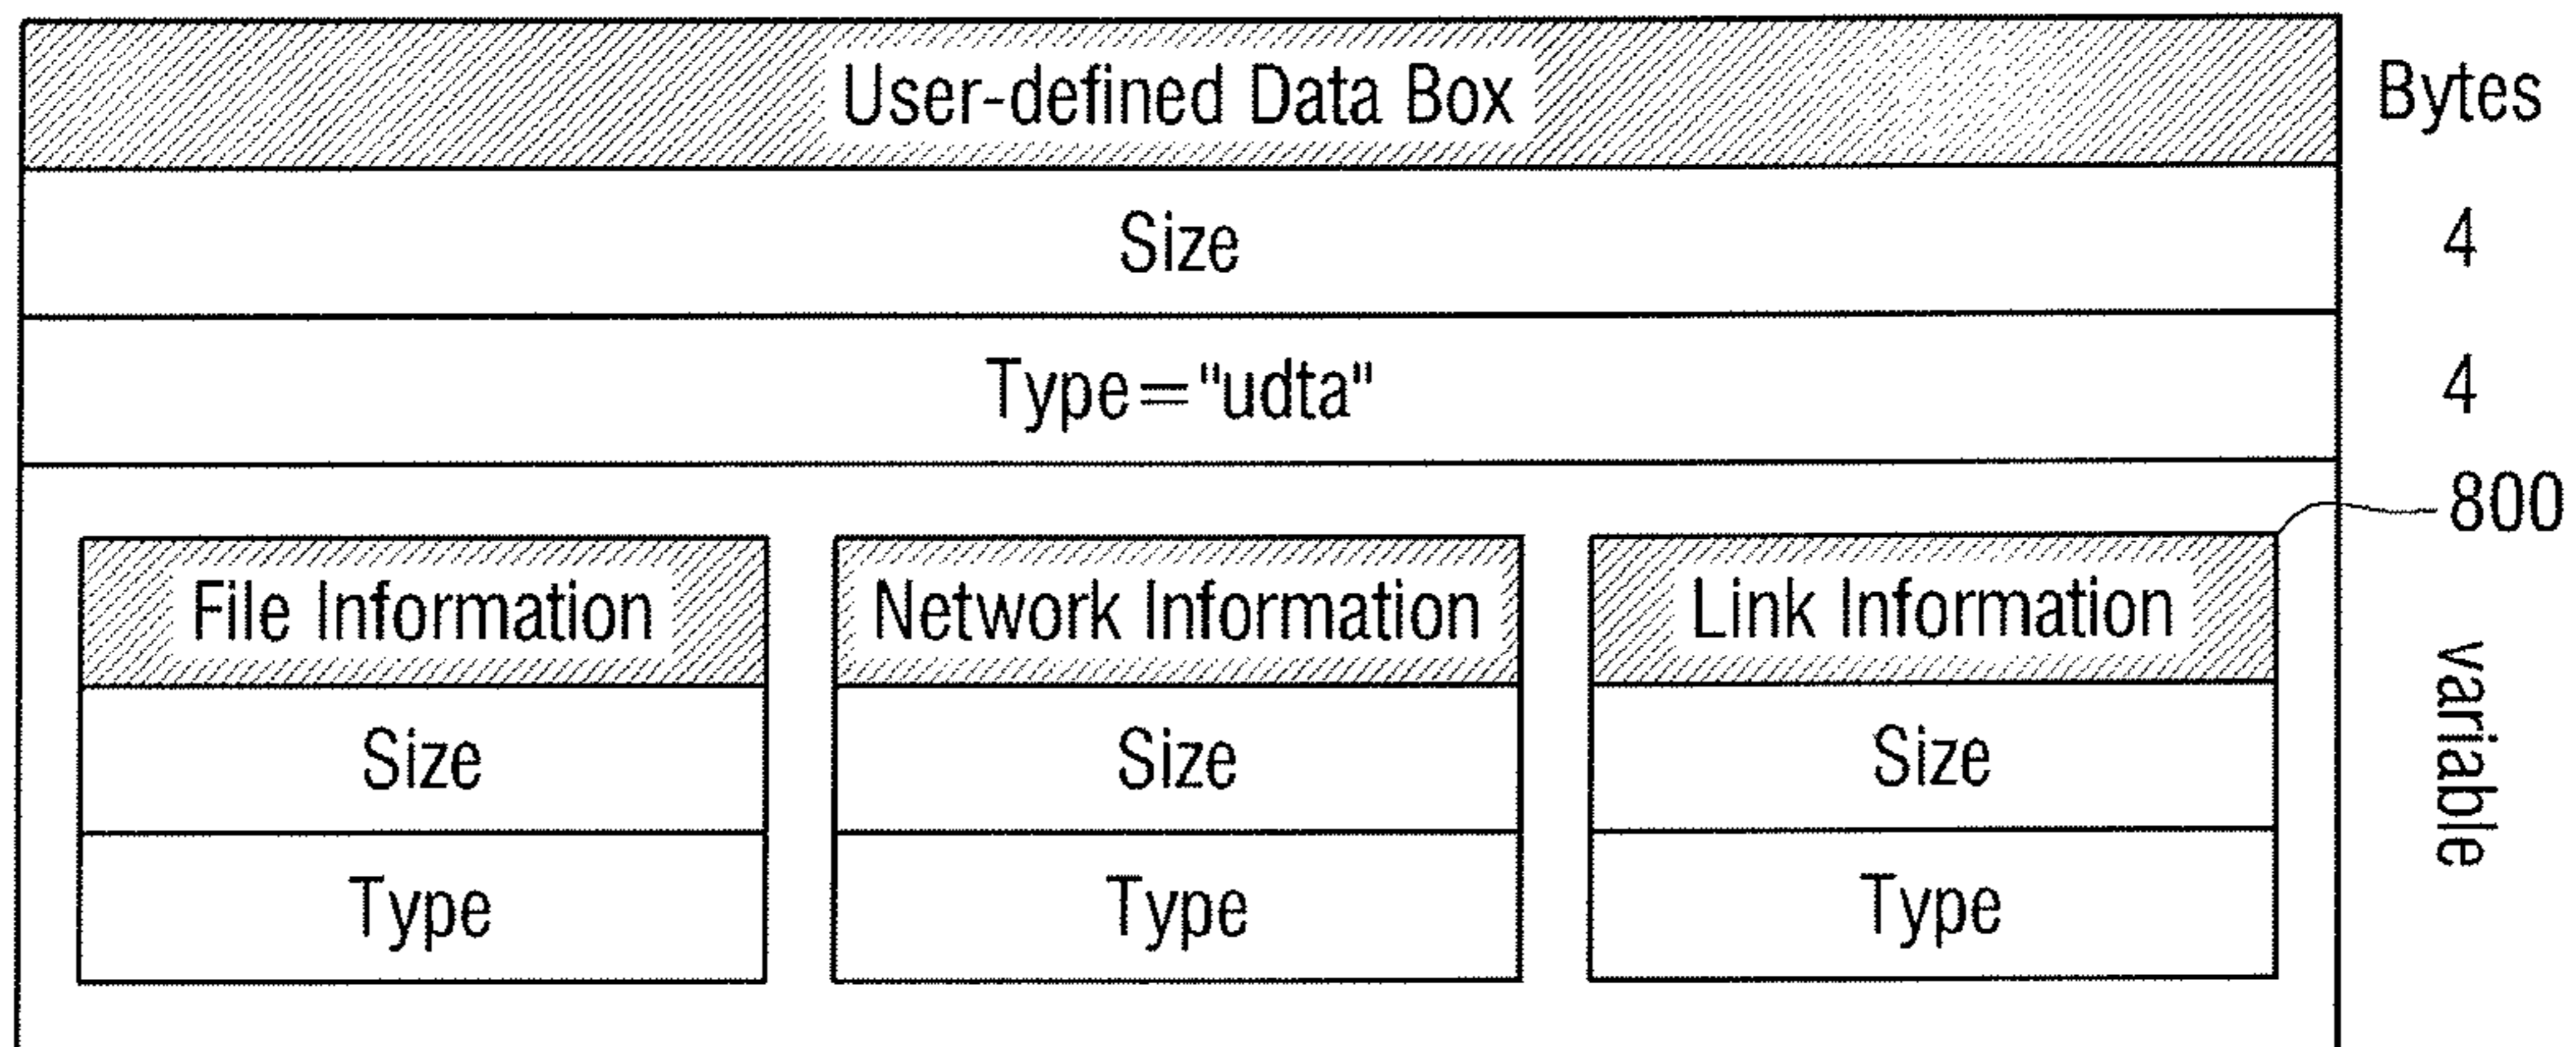 User-defined Data Box Bytes
Size 4
Type="udta" 4
800
File Information Network Information Link Information
Size Size Size
Type Type Type
variable